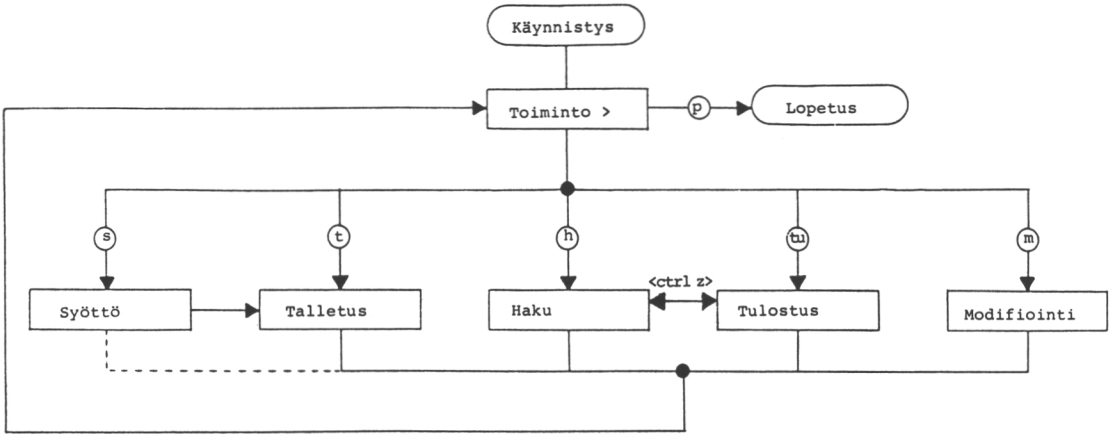 Käynnistys
Toiminto >
p
Lopetus
s
t
h
tu
m
<ctrl z>
Syöttö
Talletus
Haku
Tulostus
Modifiointi